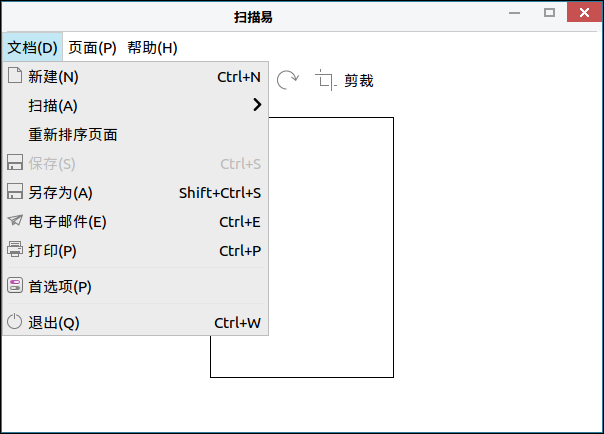 扫描易
文档(D) 页面(P) 帮助(H)
新建(N) Ctrl+N
剪裁
扫描(A)
重新排序页面
保存(S) Ctrl+S
另存为(A) Shift+Ctrl+S
电子邮件(E) Ctrl+E
打印(P) Ctrl+P
首选项(P)
退出(Q) Ctrl+W